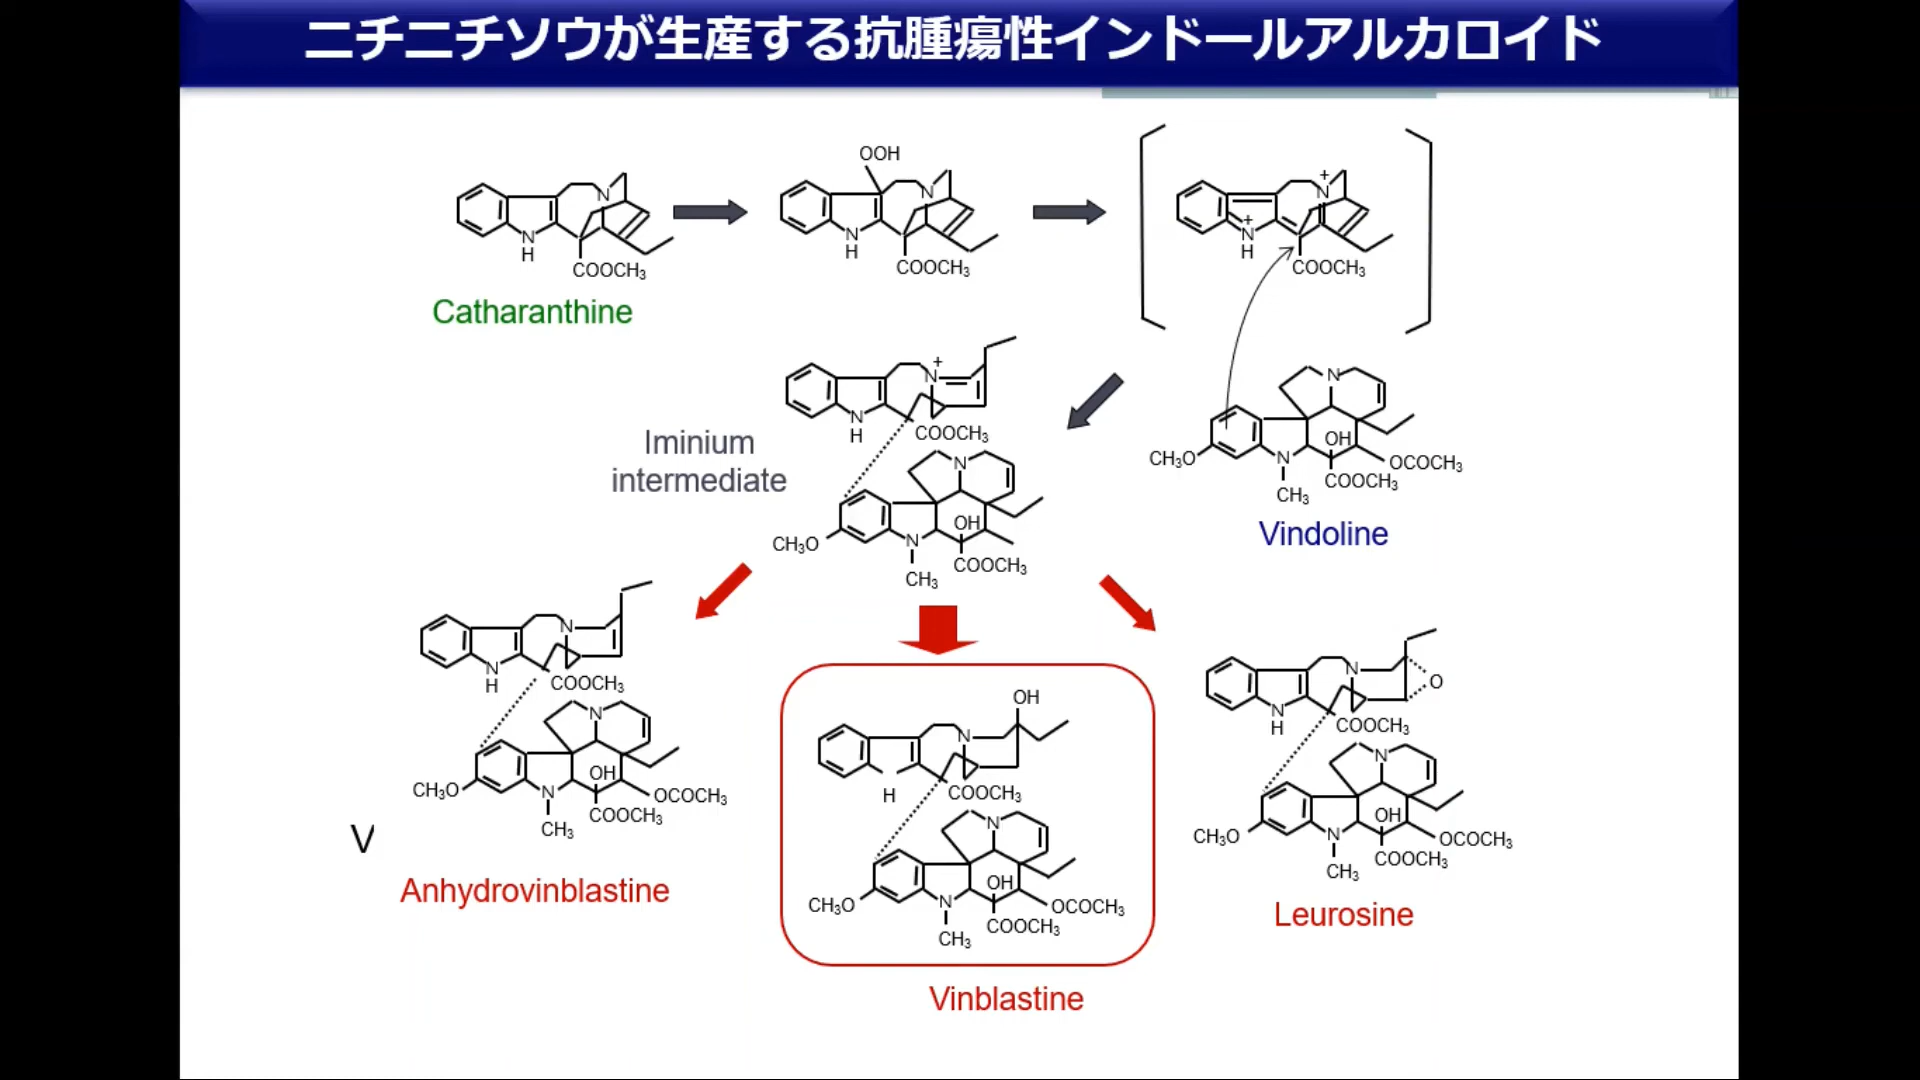 ニチニチソウが生産する抗腫瘍性インドールアルカロイド
N
N
H
COOCH₃
Catharanthine
OOH
N
N
H
COOCH₃
+
N
+
N
H
COOCH₃
+
N
N
H
COOCH₃
Iminium
intermediate
N
OH
CH₃O
N
COOCH₃
CH₃
N
OH
CH₃O
N
OCOCH₃
COOCH₃
CH₃
Vindoline
N
N
H
COOCH₃
N
OH
CH₃O
N
OCOCH₃
COOCH₃
CH₃
V
Anhydrovinblastine
OH
N
H
COOCH₃
N
OH
CH₃O
N
OCOCH₃
COOCH₃
CH₃
Vinblastine
N
O
N
H
COOCH₃
N
OH
CH₃O
N
OCOCH₃
COOCH₃
CH₃
Leurosine